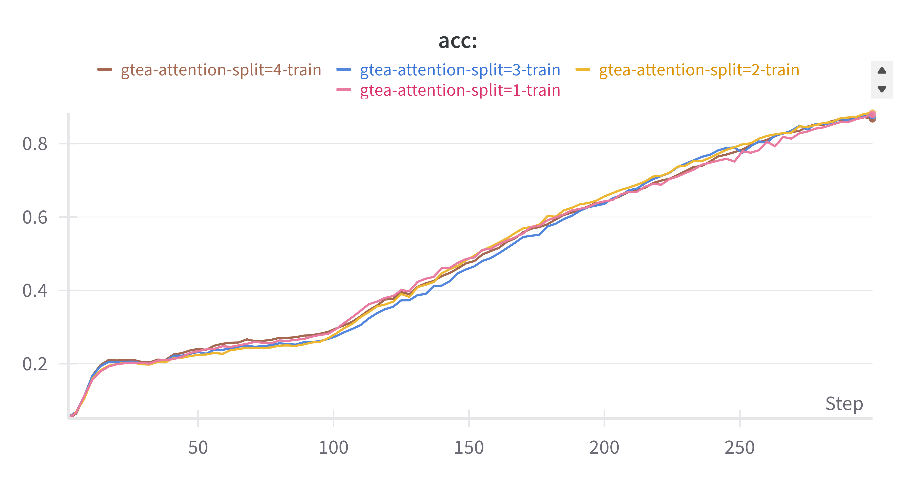 acc:
gtea-attention-split=4-train gtea-attention-split=3-train gtea-attention-split=2-train
gtea-attention-split=1-train
0.8
0.6
0.4
0.2
Step
50 100 150 200 250